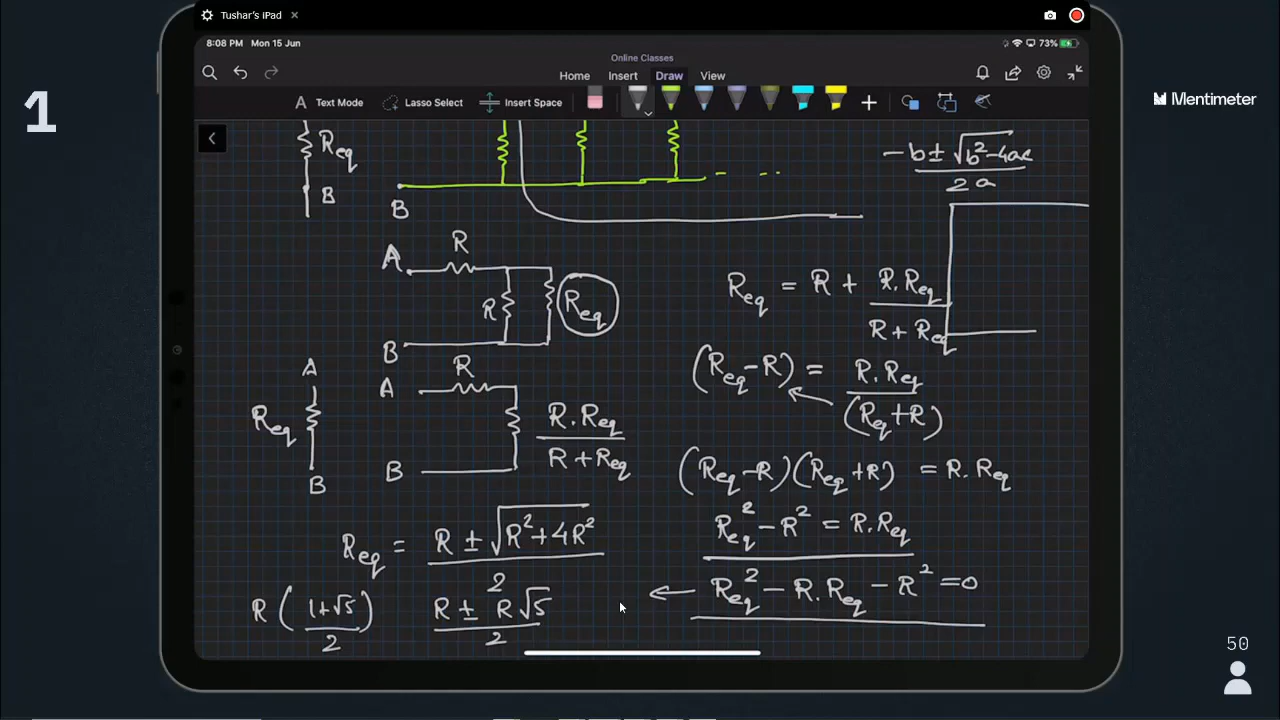 Tushar's iPad ×
8:08 PM Mon 15 Jun
73%
Online Classes
Home Insert Draw View
Text Mode Lasso Select Insert Space
1
Mentimeter
50
Req
B
B
-b ± √b²-4ac
2a
A R
R Req
B
Req = R + R.Req
R + Req
(Req - R) = R.Req
(Req + R)
A
Req
B
A R
B
R.Req
R + Req
(Req - R)(Req + R) = R.Req
Req² - R² = R.Req
Req² - R.Req - R² = 0
Req = R ± √R² + 4R²
2
R ± R√5
2
R (1+√5)
2